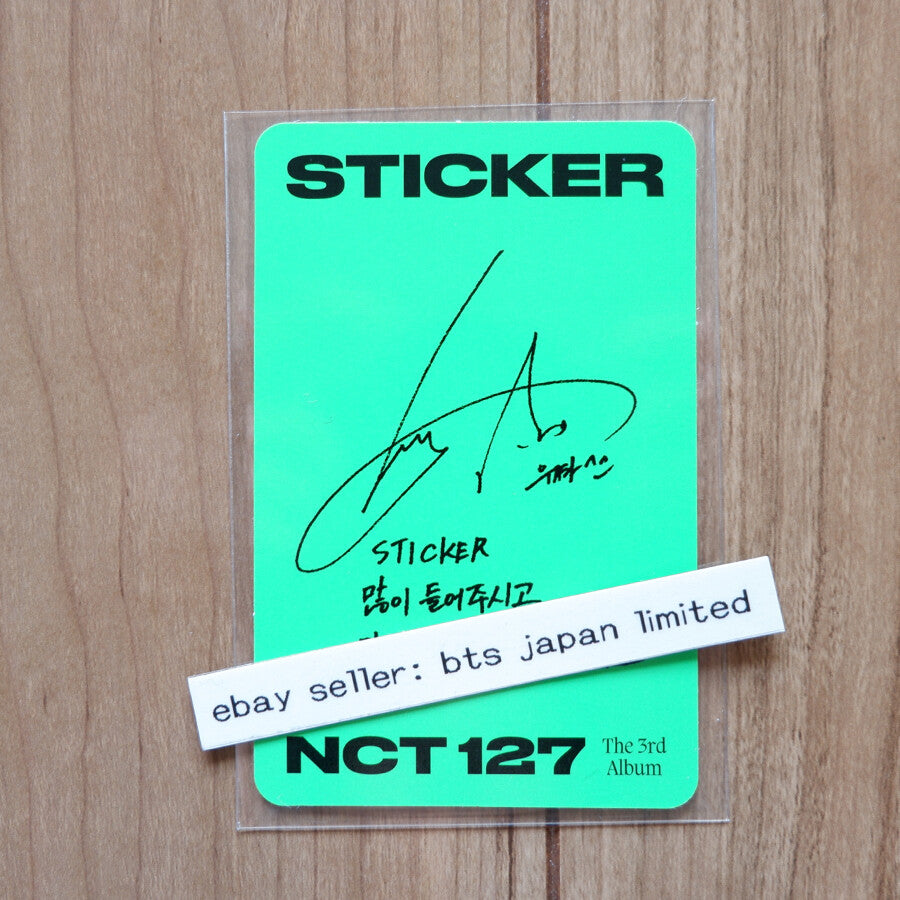 STICKER
STICKER
많이 들어주시고
ebay seller: bts japan limited
NCT 127
The 3rd
Album